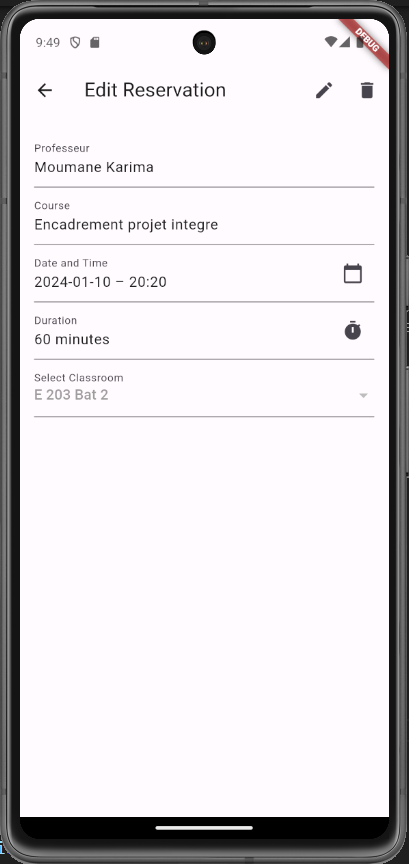 9:49
DEBUG
Edit Reservation
Professeur
Moumane Karima
Course
Encadrement projet integre
Date and Time
2024-01-10 – 20:20
Duration
60 minutes
Select Classroom
E 203 Bat 2